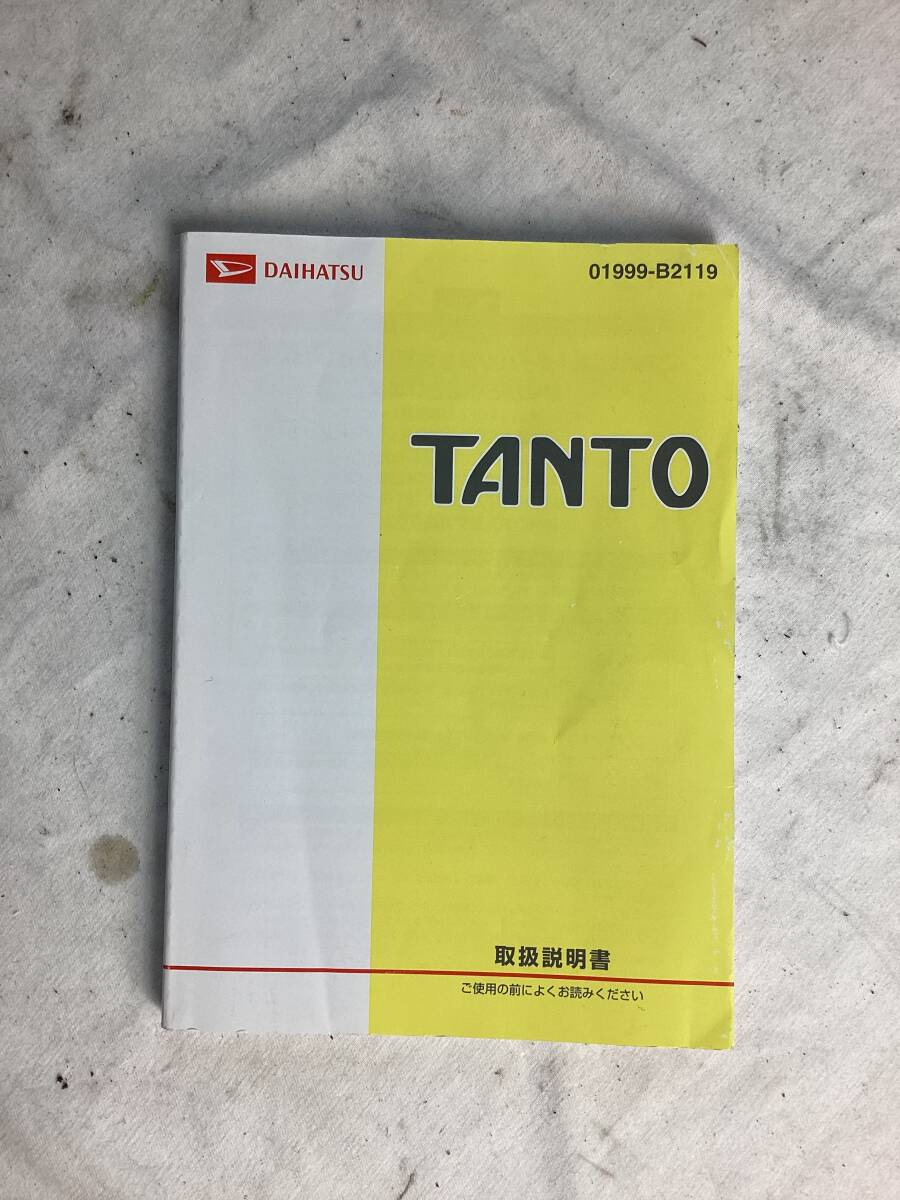 DAIHATSU
01999-B2119
TANTO
取扱説明書
ご使用の前によくお読みください